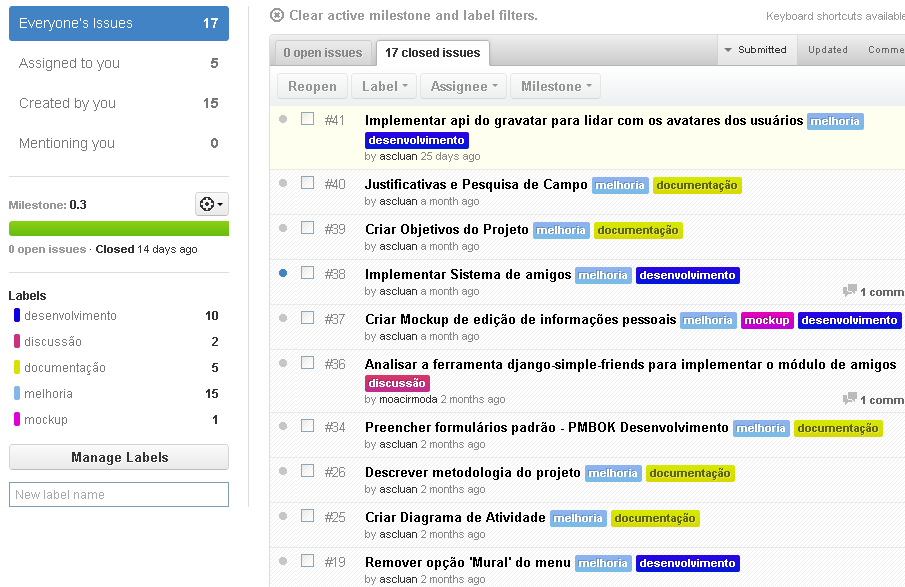 Everyone's Issues 17
Assigned to you 5
Created by you 15
Mentioning you 0
Milestone: 0.3
0 open issues · Closed 14 days ago
Labels
desenvolvimento 10
discussão 2
documentação 5
melhoria 15
mockup 1
Manage Labels
New label name
Clear active milestone and label filters.
Keyboard shortcuts available
0 open issues 17 closed issues Submitted Updated Comme
Reopen Label Assignee Milestone
#41 Implementar api do gravatar para lidar com os avatares dos usuários melhoria
desenvolvimento
by ascluan 25 days ago
#40 Justificativas e Pesquisa de Campo melhoria documentação
by ascluan a month ago
#39 Criar Objetivos do Projeto melhoria documentação
by ascluan a month ago
#38 Implementar Sistema de amigos melhoria desenvolvimento
by ascluan a month ago 1 comm
#37 Criar Mockup de edição de informações pessoais melhoria mockup desenvolvimento
by ascluan a month ago
#36 Analisar a ferramenta django-simple-friends para implementar o módulo de amigos
discussão
by moacirmoda 2 months ago 1 comm
#34 Preencher formulários padrão - PMBOK Desenvolvimento melhoria documentação
by ascluan 2 months ago
#26 Descrever metodologia do projeto melhoria documentação
by ascluan 2 months ago
#25 Criar Diagrama de Atividade melhoria documentação
by ascluan 2 months ago
#19 Remover opção 'Mural' do menu melhoria desenvolvimento
by ascluan 2 months ago